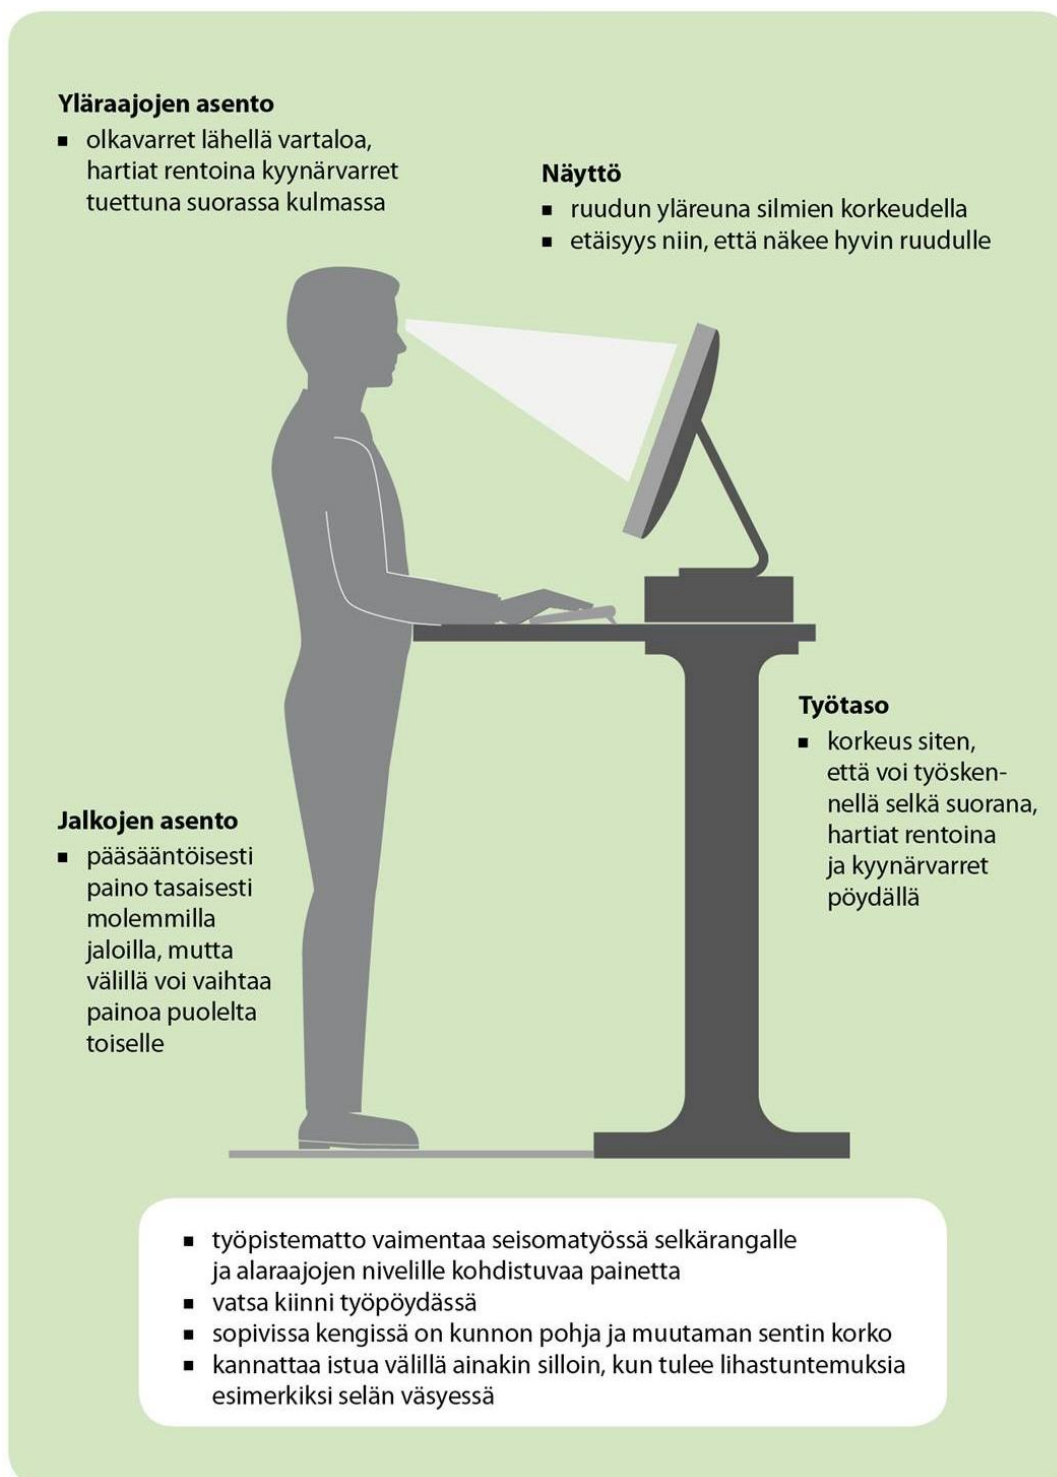 Yläraajojen asento
▪ olkavarret lähellä vartaloa,
hartiat rentoina kyynärvarret
tuettuna suorassa kulmassa
Näyttö
▪ ruudun yläreuna silmien korkeudella
▪ etäisyys niin, että näkee hyvin ruudulle
Työtaso
▪ korkeus siten,
että voi työsken-
nellä selkä suorana,
hartiat rentoina
ja kyynärvarret
pöydällä
Jalkojen asento
▪ pääsääntöisesti
paino tasaisesti
molemmilla
jaloilla, mutta
välillä voi vaihtaa
painoa puolelta
toiselle
▪ työpistematto vaimentaa seisomatyössä selkärangalle
ja alaraajojen nivelille kohdistuvaa painetta
▪ vatsa kiinni työpöydässä
▪ sopivissa kengissä on kunnon pohja ja muutaman sentin korko
▪ kannattaa istua välillä ainakin silloin, kun tulee lihastuntemuksia
esimerkiksi selän väsyessä